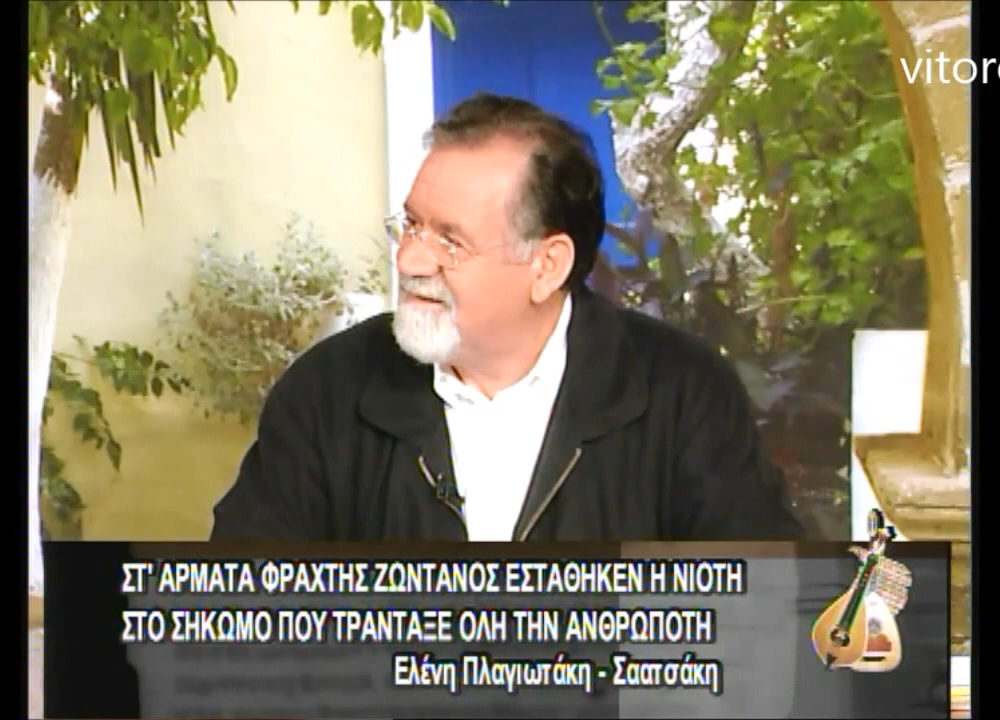 vitor
ΣΤ' ΑΡΜΑΤΑ ΦΡΑΧΤΗΣ ΖΩΝΤΑΝΟΣ ΕΣΤΑΘΗΚΕΝ Η ΝΙΟΤΗ
ΣΤΟ ΣΗΚΩΜΟ ΠΟΥ ΤΡΑΝΤΑΞΕ ΟΛΗ ΤΗΝ ΑΝΘΡΩΠΟΤΗ
Ελένη Πλαγιωτάκη - Σαατσάκη